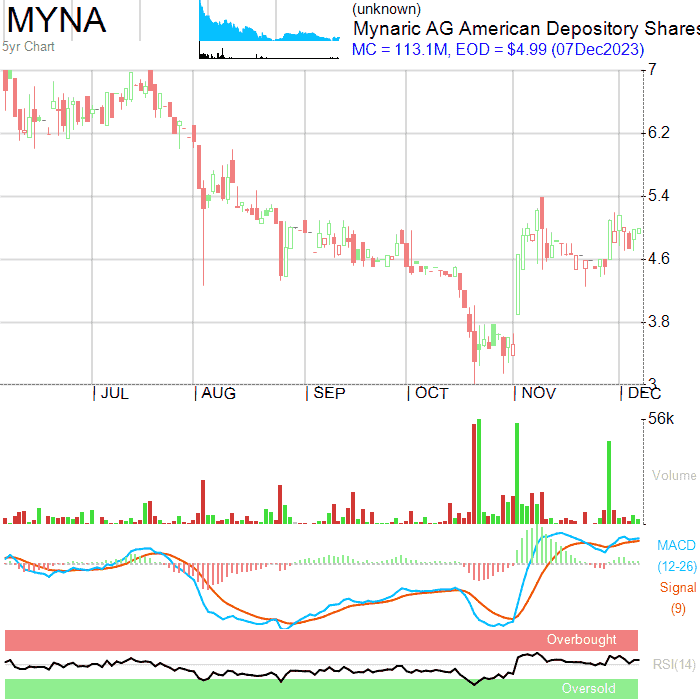 MYNA
5yr Chart
(unknown)
Mynaric AG American Depository Shares
MC = 113.1M, EOD = $4.99 (07Dec2023)
7
6.2
5.4
4.6
3.8
3
JUL
AUG
SEP
OCT
NOV
DEC
56k
Volume
MACD
(12-26)
Signal
(9)
Overbought
RSI(14)
Oversold